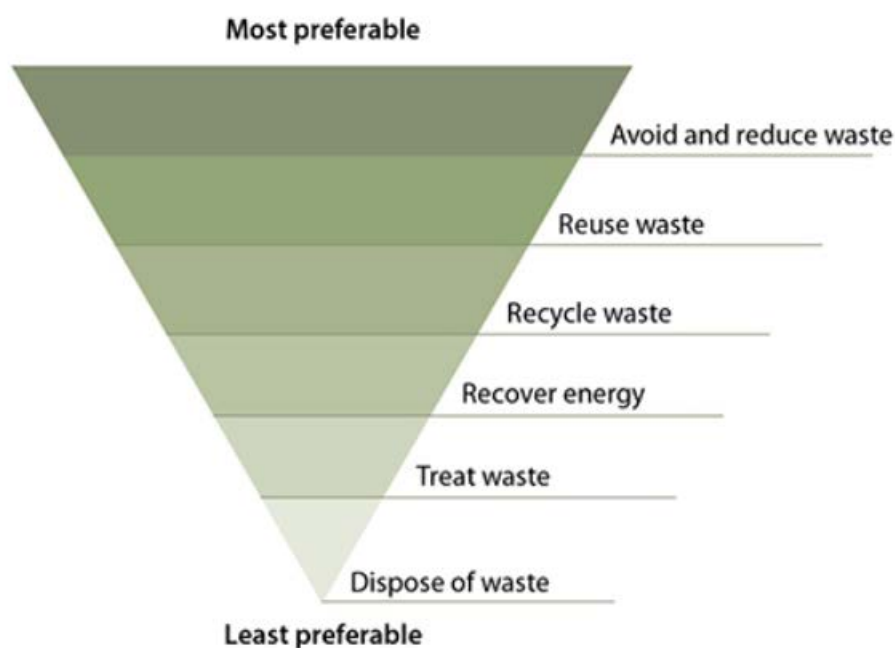 Most preferable
Avoid and reduce waste
Reuse waste
Recycle waste
Recover energy
Treat waste
Dispose of waste
Least preferable